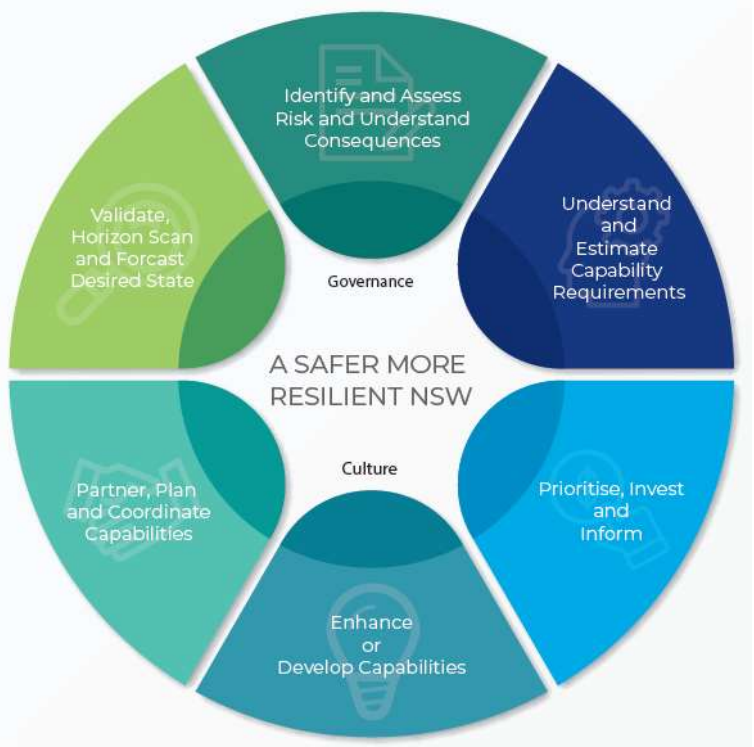 Identify and Assess
Risk and Understand
Consequences
Understand
and
Estimate
Capability
Requirements
Prioritise, Invest
and
Inform
Enhance
or
Develop Capabilities
Partner, Plan
and Coordinate
Capabilities
Validate,
Horizon Scan
and Forcast
Desired State
Governance
A SAFER MORE
RESILIENT NSW
Culture